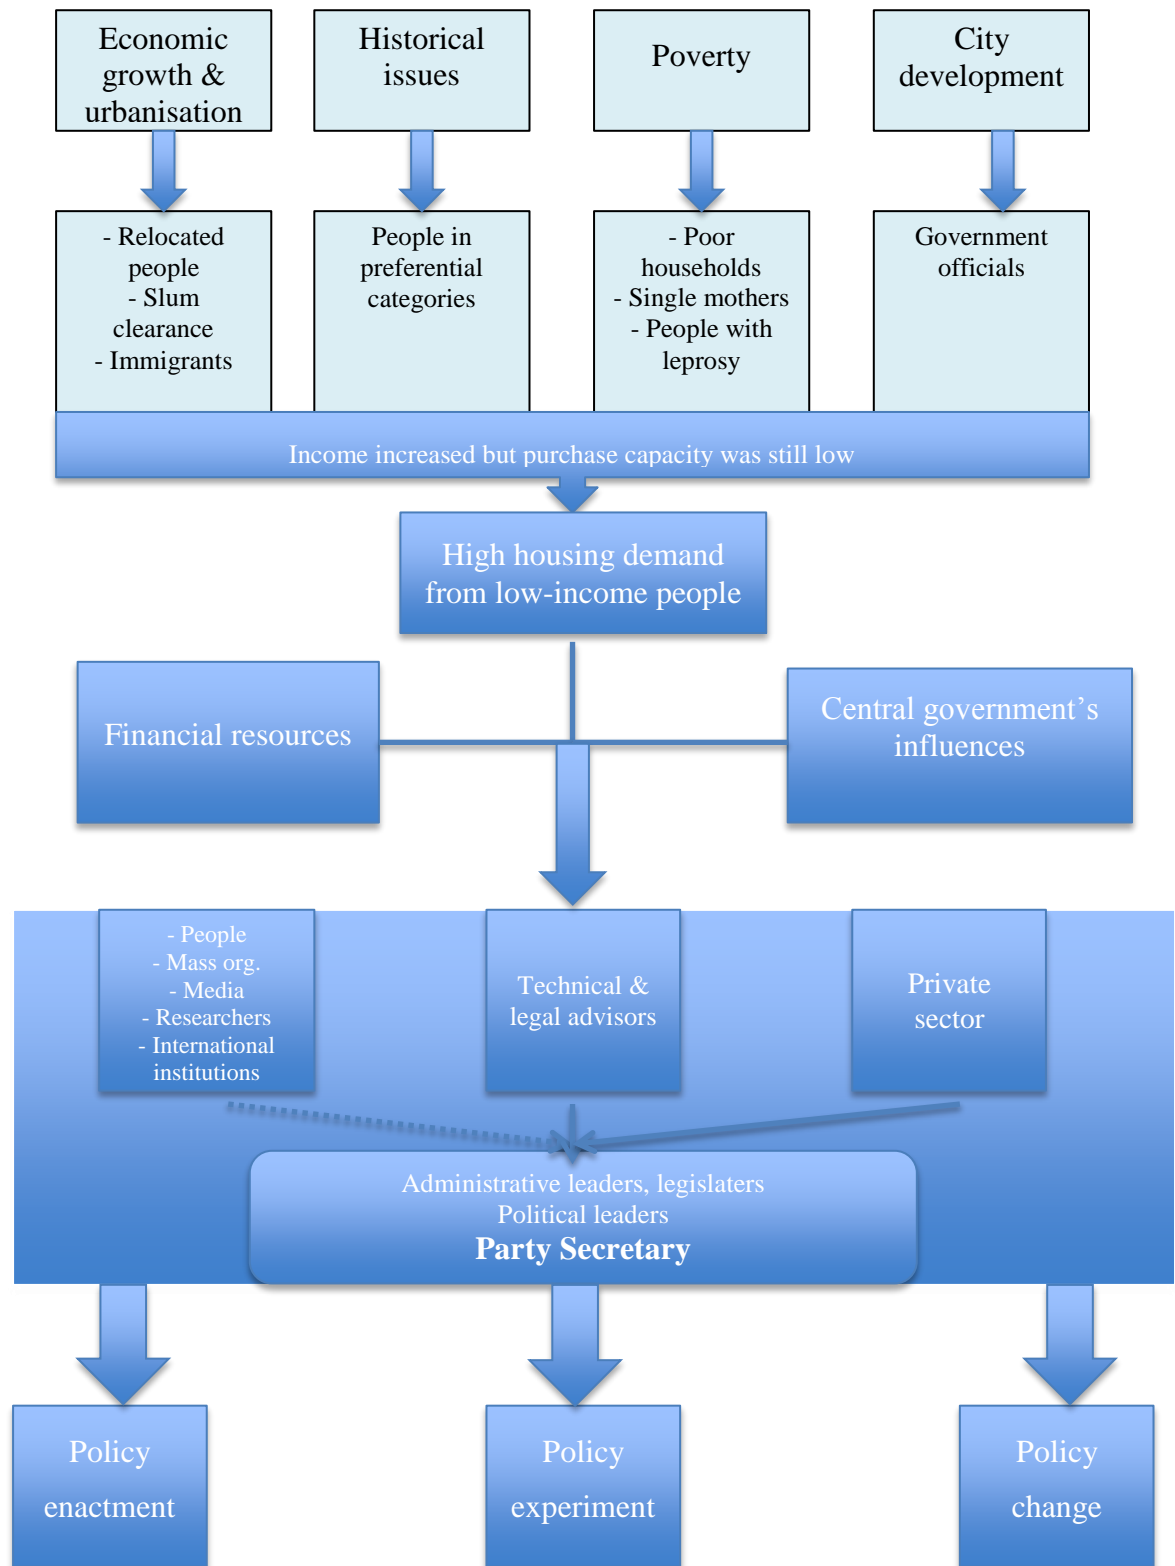 Economic
growth &
urbanisation
Historical
issues
Poverty
City
development
- Relocated
people
- Slum
clearance
- Immigrants
People in
preferential
categories
- Poor
households
- Single mothers
- People with
leprosy
Government
officials
Income increased but purchase capacity was still low
High housing demand
from low-income people
Financial resources
Central government's
influences
- People
- Mass org.
- Media
- Researchers
- International
institutions
Technical &
legal advisors
Private
sector
Administrative leaders, legislaters
Political leaders
Party Secretary
Policy
enactment
Policy
experiment
Policy
change